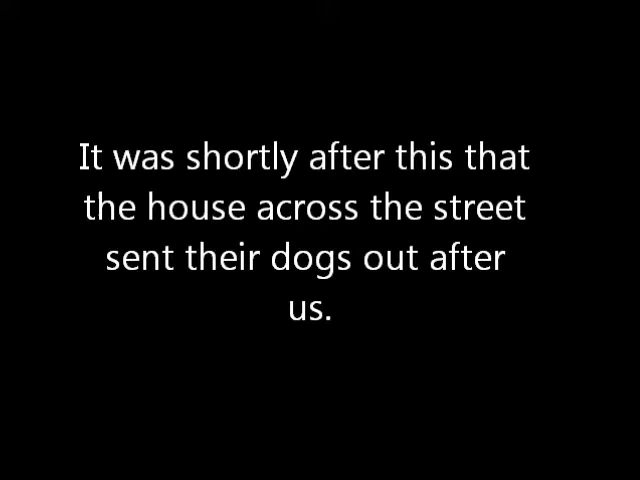 It was shortly after this that
the house across the street
sent their dogs out after
us.